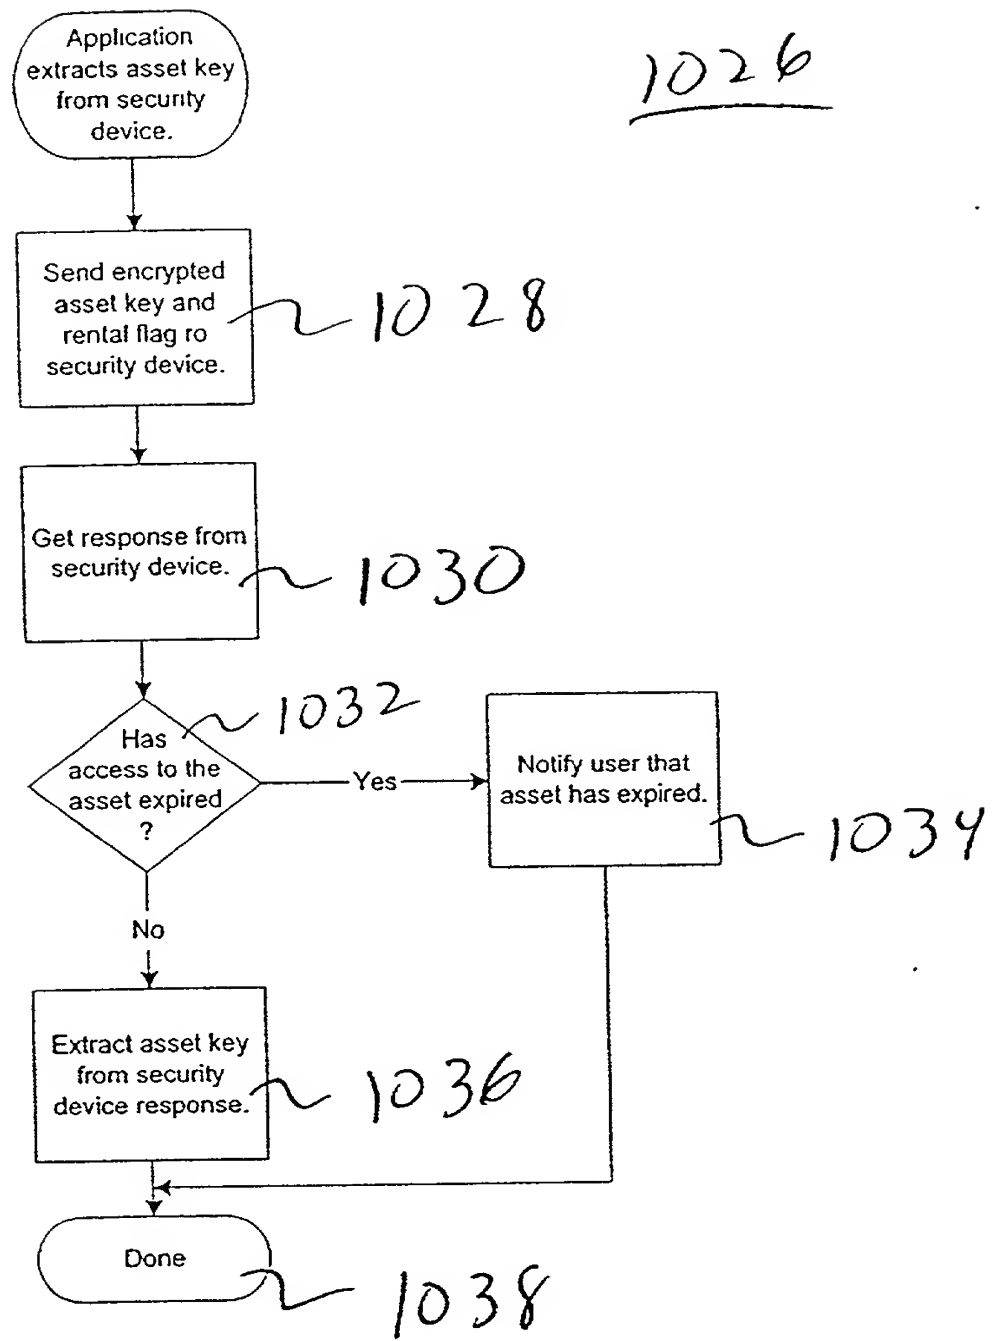 Application
extracts asset key
from security
device.
1026
Send encrypted
asset key and
rental flag ro
security device.
1028
Get response from
security device.
1030
1032
Has
access to the
asset expired
?
Yes
Notify user that
asset has expired.
1034
No
Extract asset key
from security
device response.
1036
Done
1038